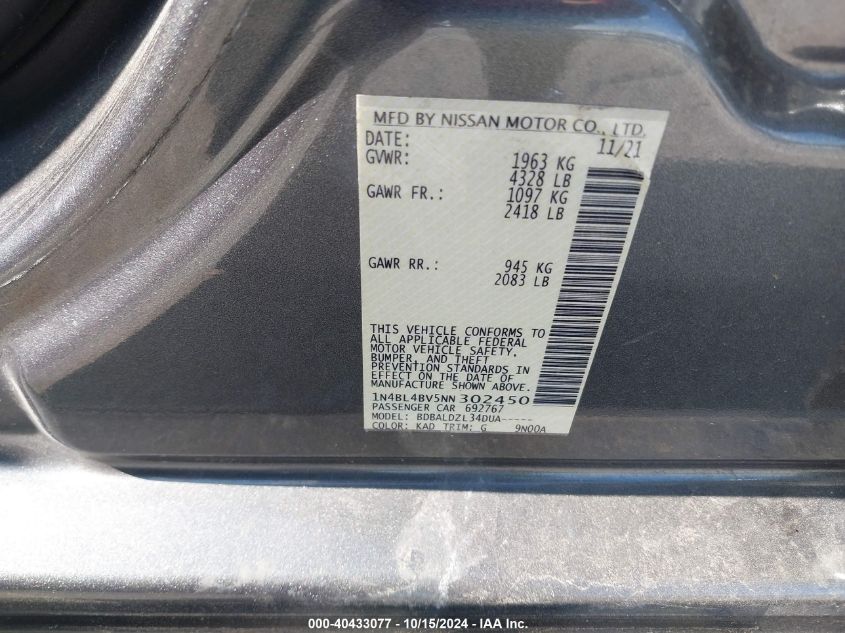 MFD BY NISSAN MOTOR CO., LTD.
DATE: 11/21
GVWR: 1963 KG
4328 LB
GAWR FR.: 1097 KG
2418 LB
GAWR RR.: 945 KG
2083 LB
THIS VEHICLE CONFORMS TO
ALL APPLICABLE FEDERAL
MOTOR VEHICLE SAFETY,
BUMPER, AND THEFT
PREVENTION STANDARDS IN
EFFECT ON THE DATE OF
MANUFACTURE SHOWN ABOVE.
1N4BL4BV5NN302450
PASSENGER CAR 692767
MODEL: BDBALDZL34DUA-----
COLOR: KAD TRIM: G 9N00A
000-40433077 - 10/15/2024 - IAA Inc.